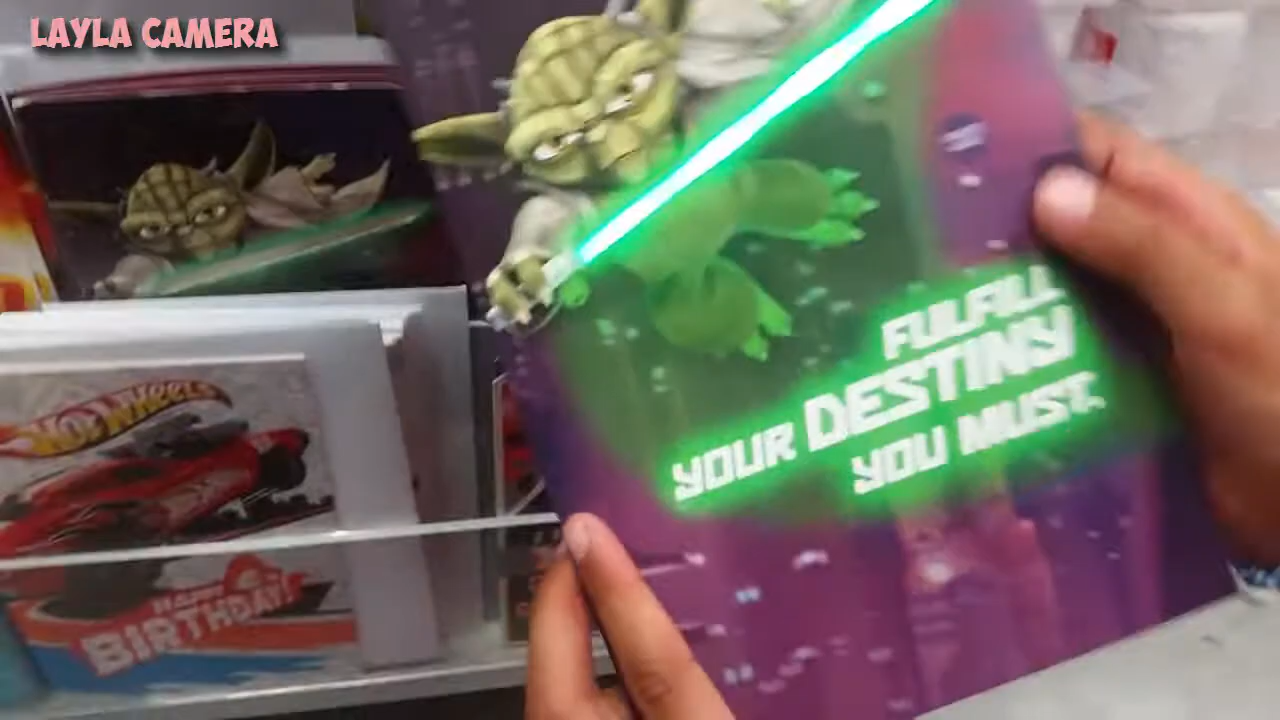 LAYLA CAMERA
FULFILL
YOUR DESTINY
YOU MUST.
HOT WHEELS
HAPPY
BIRTHDAY!